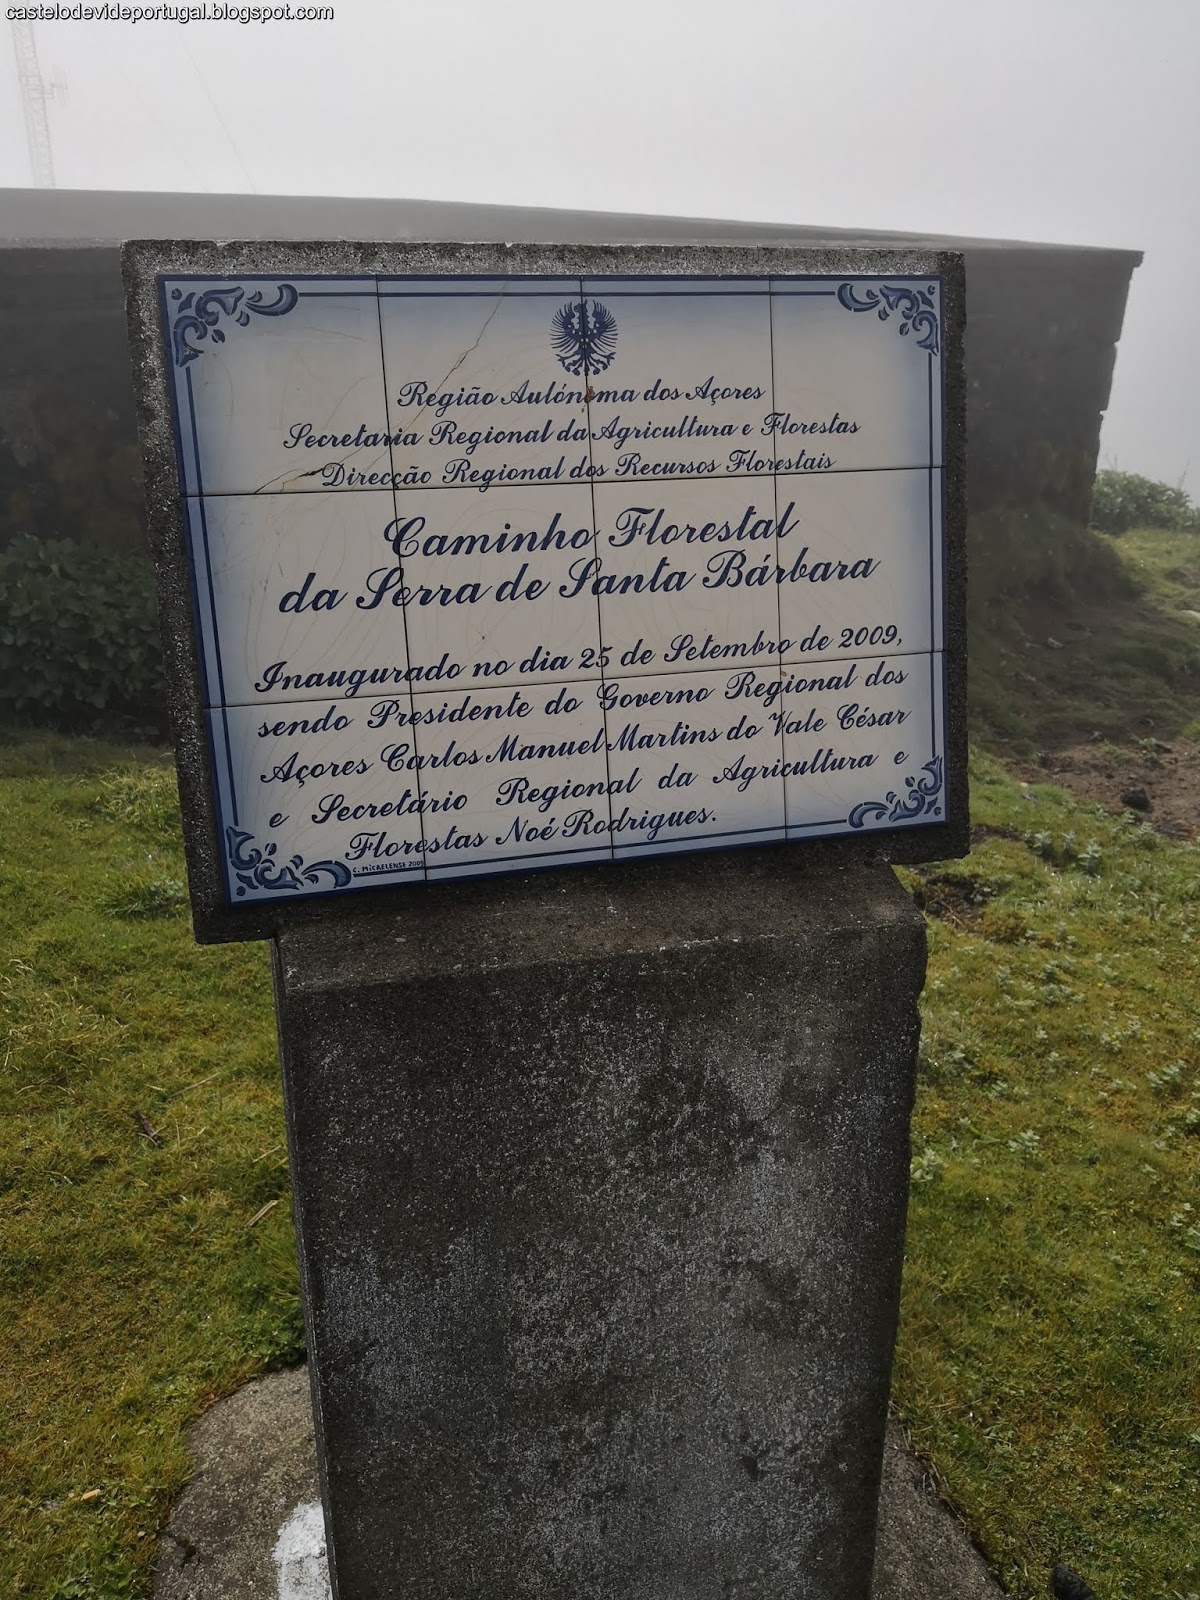 castelodevideportugal.blogspot.com
Região Autónoma dos Açores
Secretaria Regional da Agricultura e Florestas
Direcção Regional dos Recursos Florestais
Caminho Florestal
da Serra de Santa Bárbara
Inaugurado no dia 25 de Setembro de 2009,
sendo Presidente do Governo Regional dos
Açores Carlos Manuel Martins do Vale César
e Secretário Regional da Agricultura e
Florestas Noé Rodrigues.
C. MICAELENSE 2009